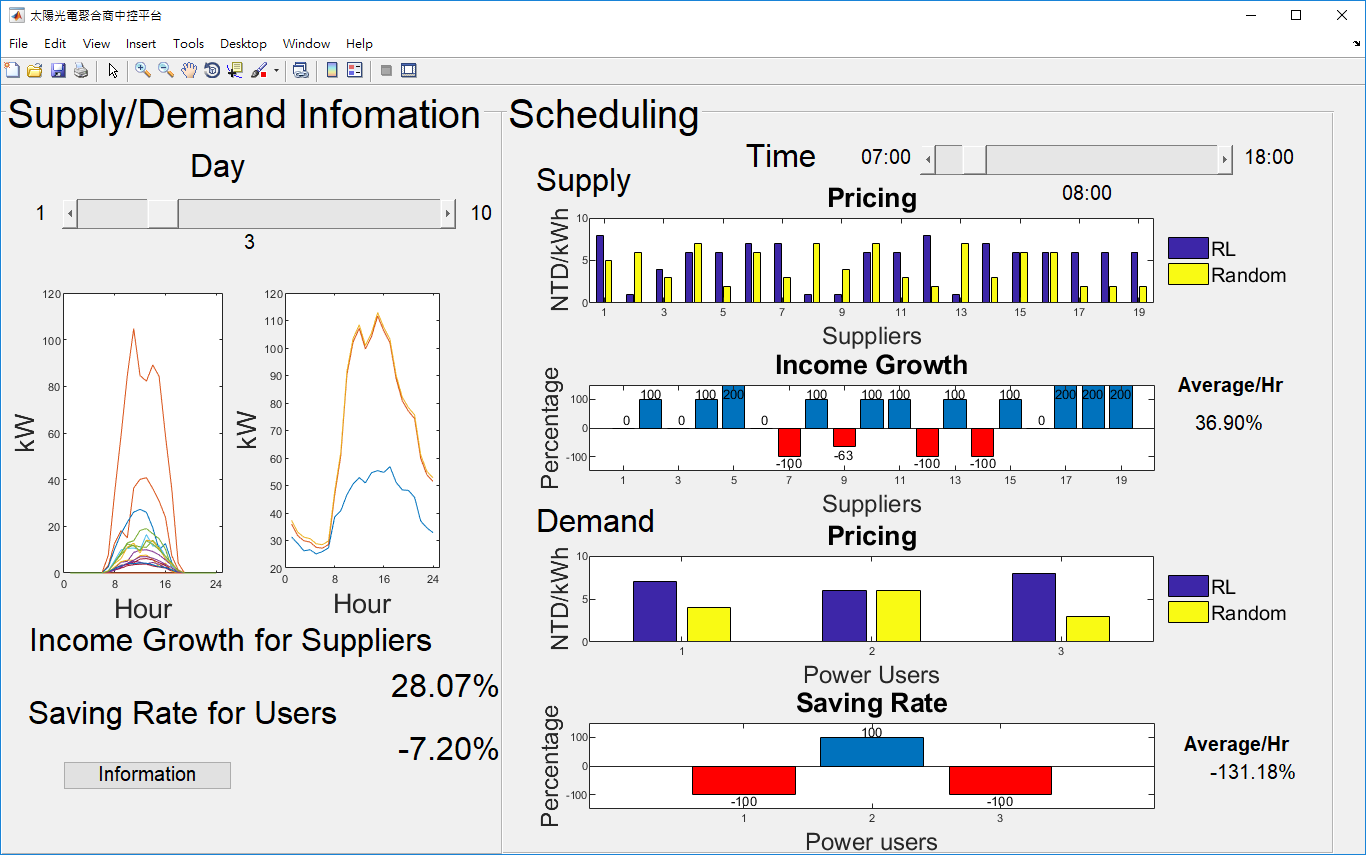 太陽光電聚合商中控平台
File Edit View Insert Tools Desktop Window Help
Supply/Demand Infomation
Day
1 10
3
120
100
80
60
40
20
0
kW
0 8 16 24
Hour
120
110
100
90
80
70
60
50
40
30
20
kW
0 8 16 24
Hour
Income Growth for Suppliers
28.07%
Saving Rate for Users
-7.20%
Information
Scheduling
Time 07:00 18:00
08:00
Supply
Pricing
NTD/kWh
10
5
0
1 3 5 7 9 11 13 15 17 19
Suppliers
RL
Random
Income Growth
Percentage
100
0
-100
0 100 0 100 200 0 -100 100 -63 100 100 -100 100 -100 100 0 200 200 200
1 3 5 7 9 11 13 15 17 19
Suppliers
Average/Hr
36.90%
Demand
Pricing
NTD/kWh
10
5
0
1 2 3
Power Users
RL
Random
Saving Rate
Percentage
100
0
-100
-100 100 -100
1 2 3
Power users
Average/Hr
-131.18%